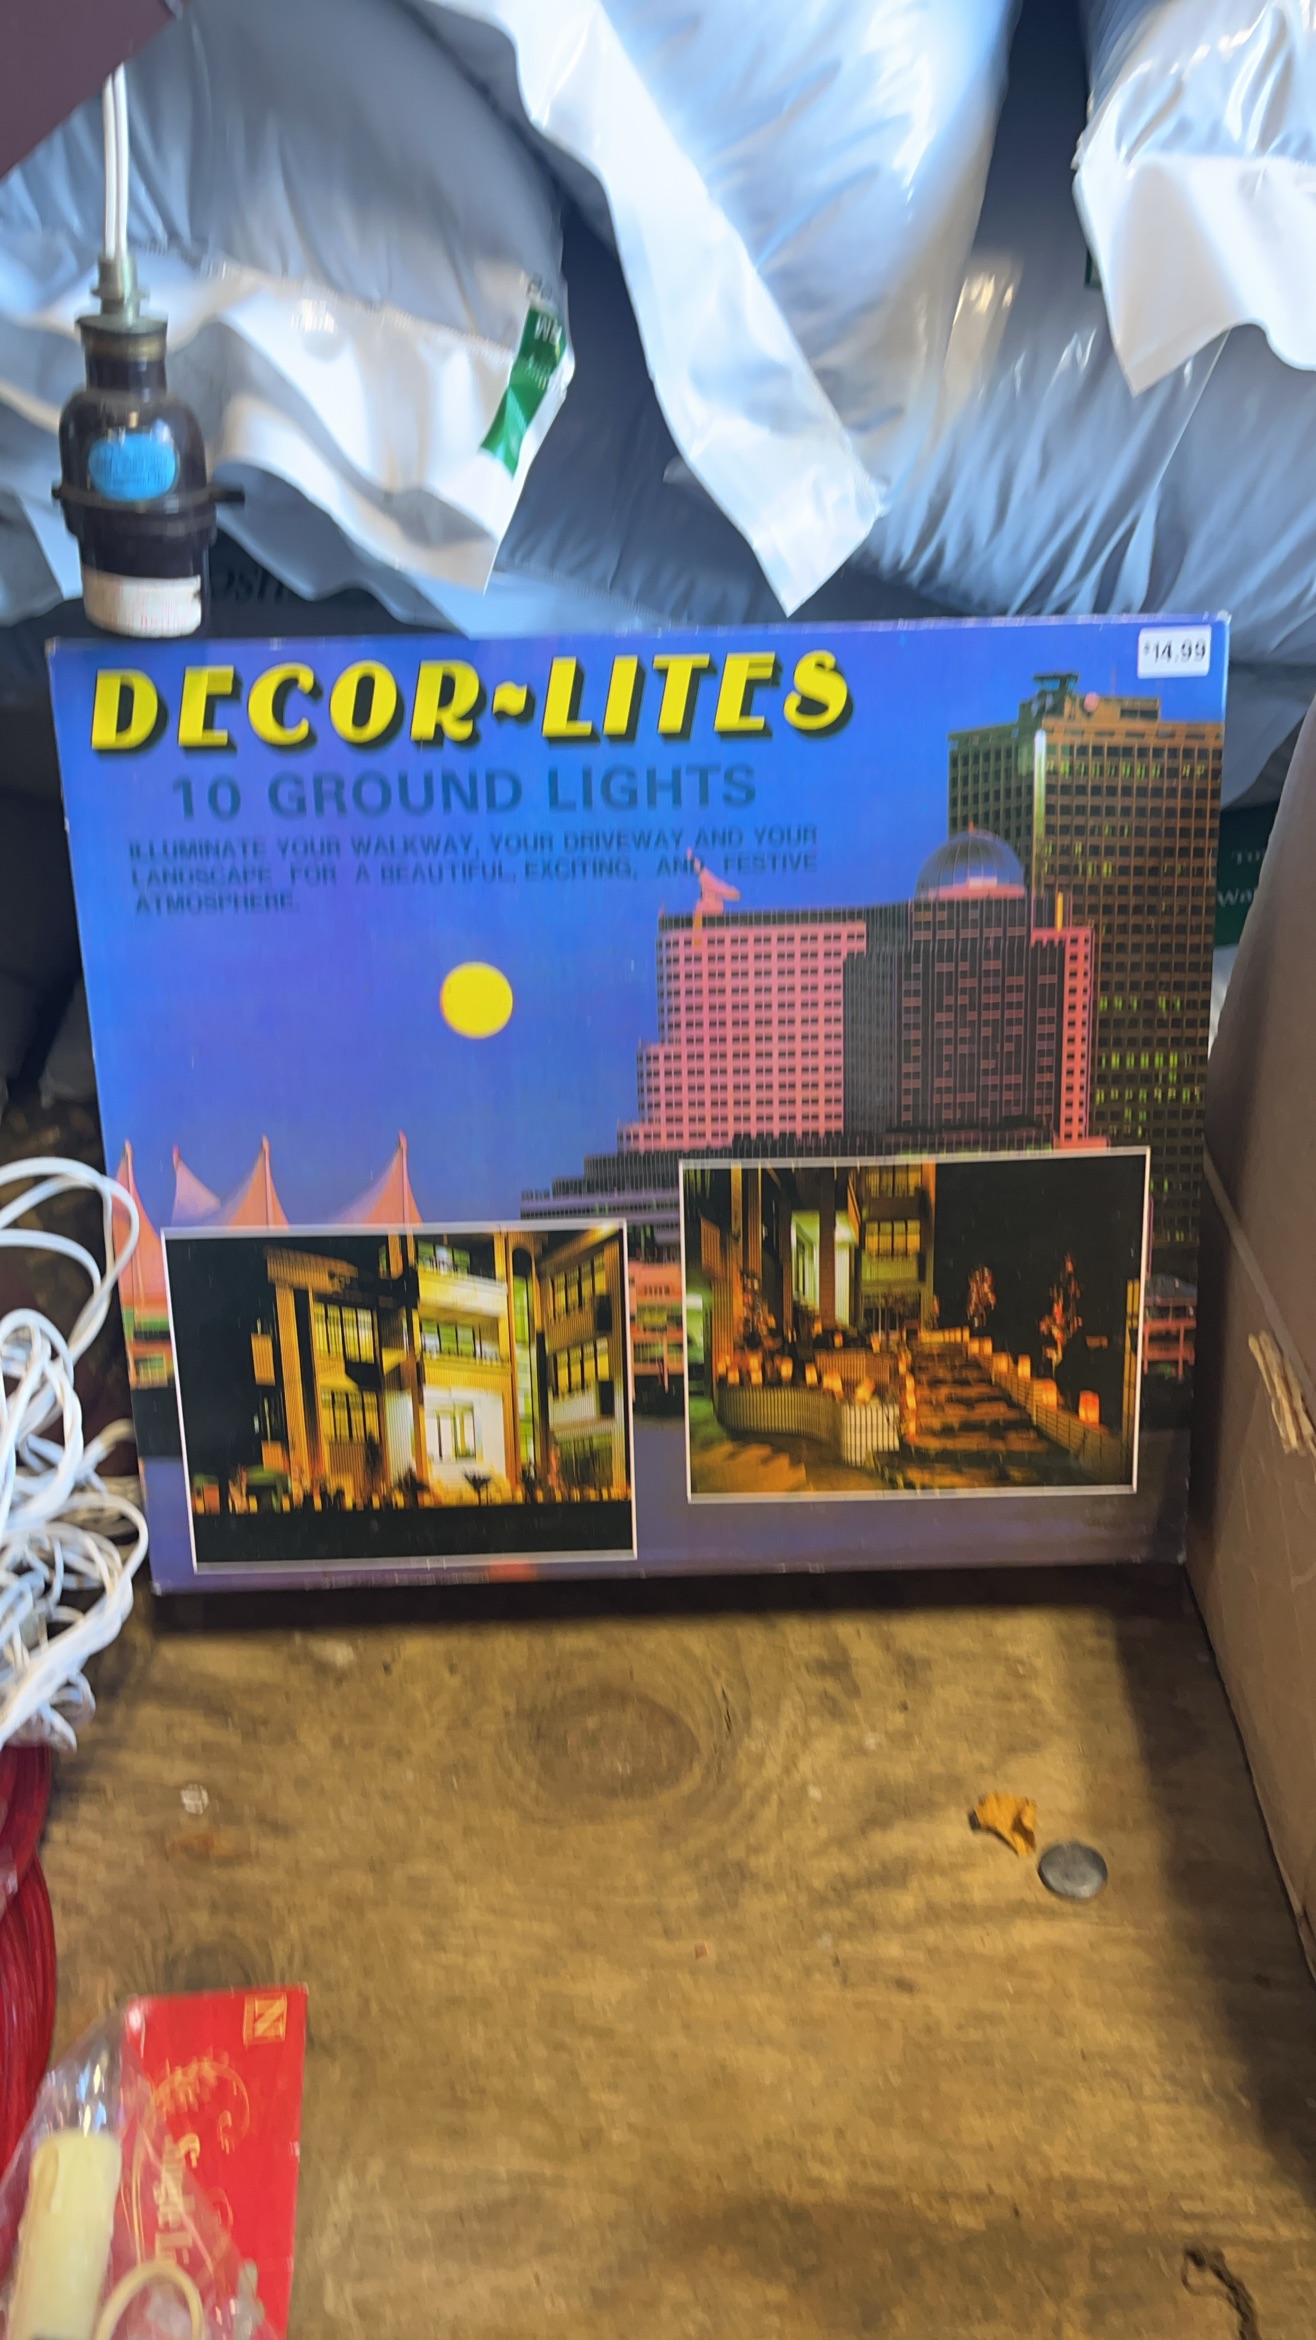 $14.99
DECOR~LITES
10 GROUND LIGHTS
ILLUMINATE YOUR WALKWAY, YOUR DRIVEWAY AND YOUR
LANDSCAPE FOR A BEAUTIFUL, EXCITING, AND FESTIVE
ATMOSPHERE.
N